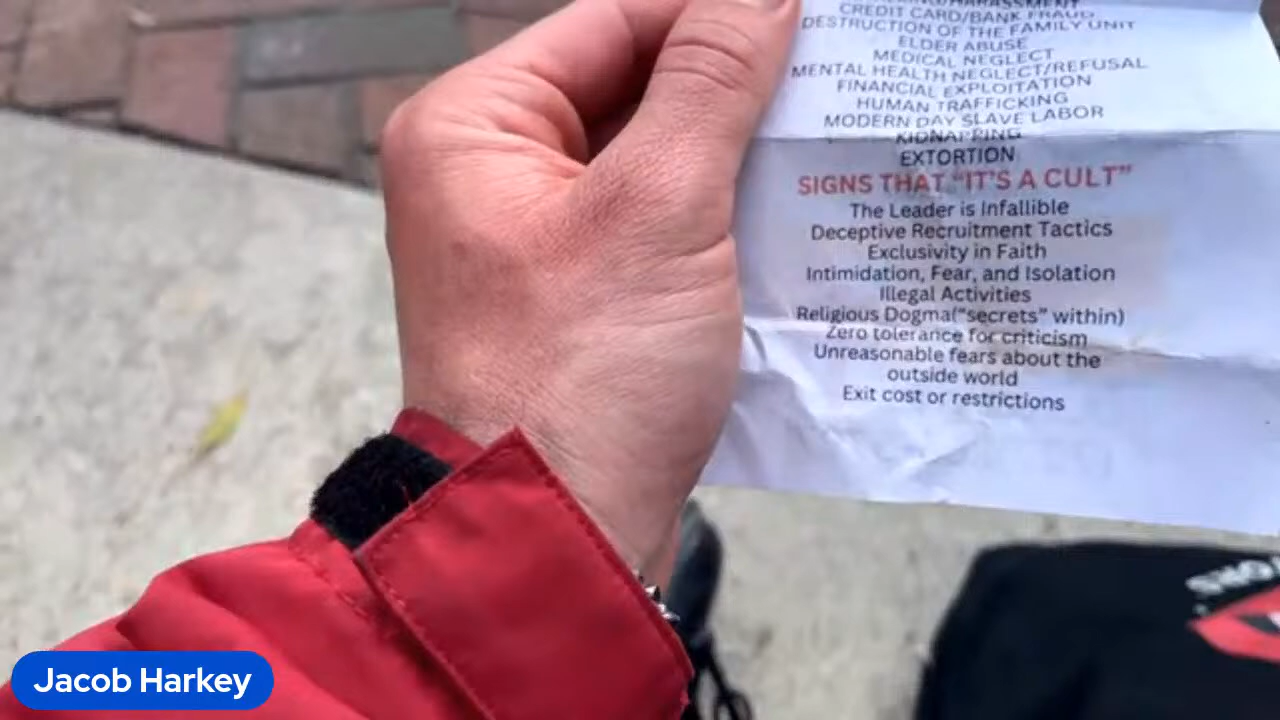 HARASSMENT
CREDIT CARD/BANK FRAUD
DESTRUCTION OF THE FAMILY UNIT
ELDER ABUSE
MEDICAL NEGLECT
MENTAL HEALTH NEGLECT/REFUSAL
FINANCIAL EXPLOITATION
HUMAN TRAFFICKING
MODERN DAY SLAVE LABOR
KIDNAPPING
EXTORTION
SIGNS THAT "IT'S A CULT"
The Leader is Infallible
Deceptive Recruitment Tactics
Exclusivity in Faith
Intimidation, Fear, and Isolation
Illegal Activities
Religious Dogma("secrets" within)
Zero tolerance for criticism
Unreasonable fears about the
outside world
Exit cost or restrictions
Jacob Harkey